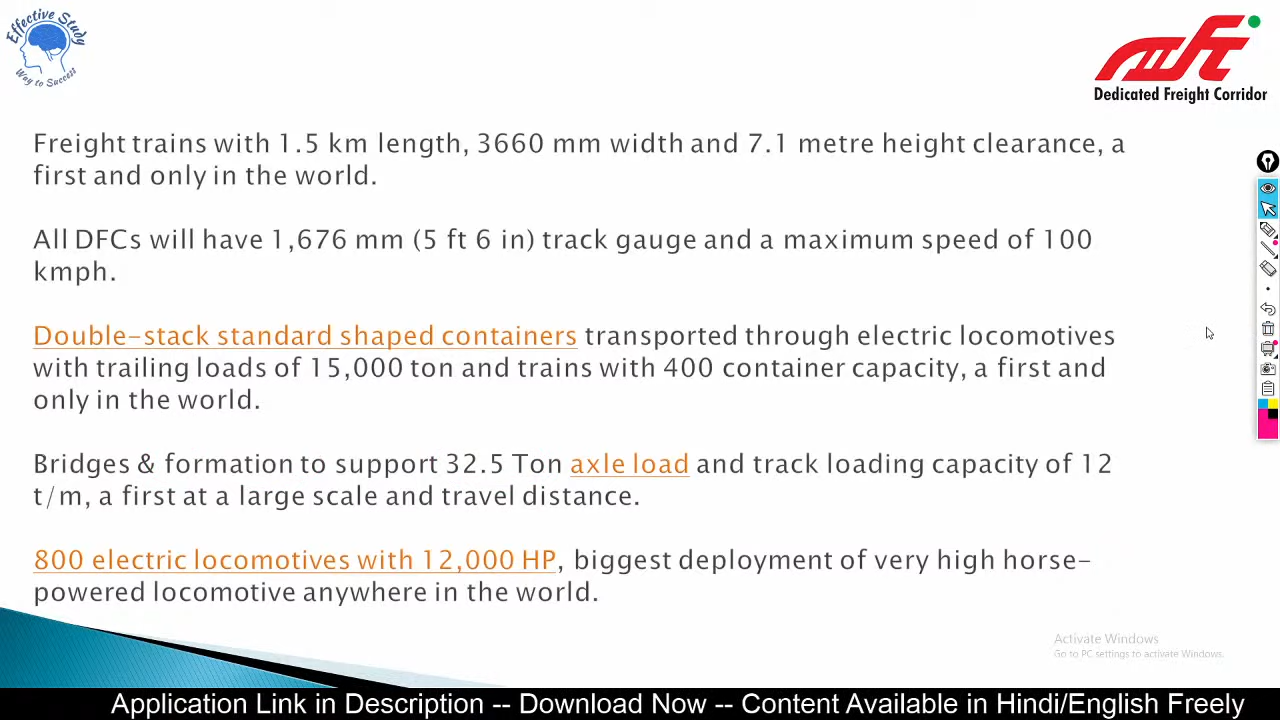 Effective Study
Way to Success
Dedicated Freight Corridor
Freight trains with 1.5 km length, 3660 mm width and 7.1 metre height clearance, a
first and only in the world.
All DFCs will have 1,676 mm (5 ft 6 in) track gauge and a maximum speed of 100
kmph.
Double-stack standard shaped containers transported through electric locomotives
with trailing loads of 15,000 ton and trains with 400 container capacity, a first and
only in the world.
Bridges & formation to support 32.5 Ton axle load and track loading capacity of 12
t/m, a first at a large scale and travel distance.
800 electric locomotives with 12,000 HP, biggest deployment of very high horse-
powered locomotive anywhere in the world.
Activate Windows
Go to PC settings to activate Windows.
Application Link in Description -- Download Now -- Content Available in Hindi/English Freely